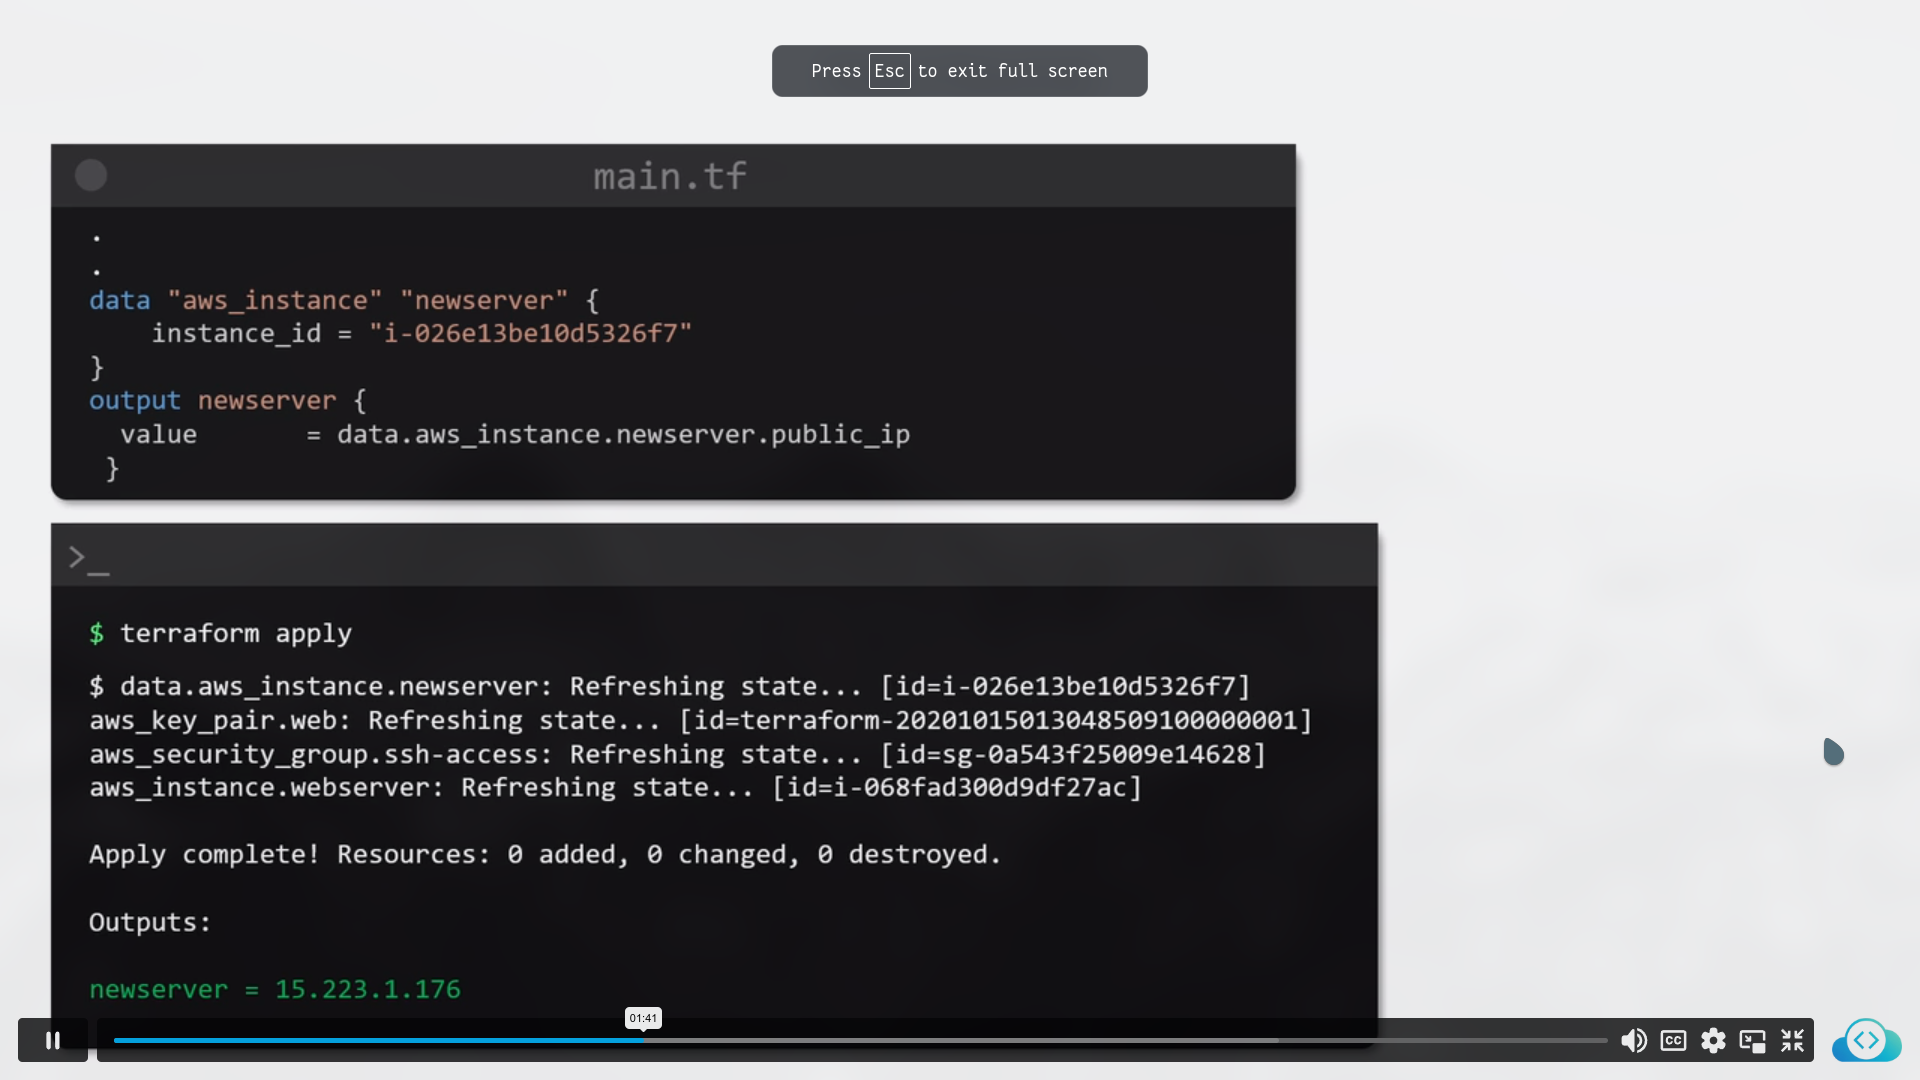 Press Esc to exit full screen
main.tf
.
.
data "aws_instance" "newserver" {
    instance_id = "i-026e13be10d5326f7"
}
output newserver {
  value       = data.aws_instance.newserver.public_ip
 }
>_
$ terraform apply
$ data.aws_instance.newserver: Refreshing state... [id=i-026e13be10d5326f7]
aws_key_pair.web: Refreshing state... [id=terraform-20201015013048509100000001]
aws_security_group.ssh-access: Refreshing state... [id=sg-0a543f25009e14628]
aws_instance.webserver: Refreshing state... [id=i-068fad300d9df27ac]
Apply complete! Resources: 0 added, 0 changed, 0 destroyed.
Outputs:
newserver = 15.223.1.176
01:41
CC